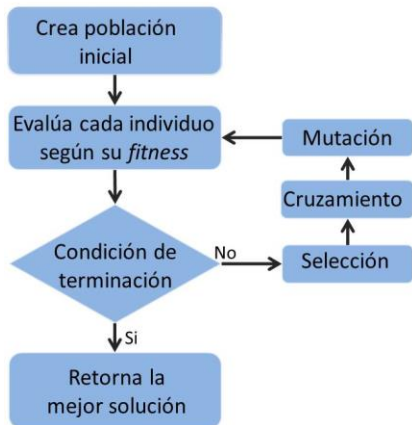 Crea población
inicial
Evalúa cada individuo
según su fitness
Mutación
Cruzamiento
Condición de
terminación
No
Selección
Si
Retorna la
mejor solución